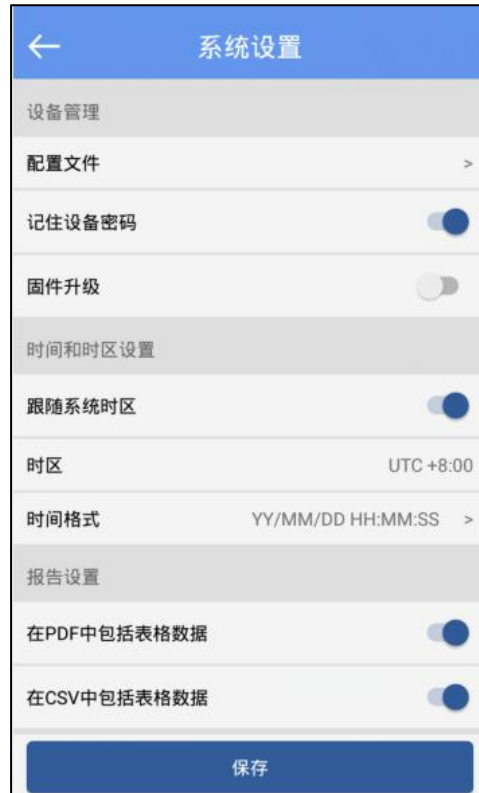 系统设置
设备管理
配置文件 >
记住设备密码
固件升级
时间和时区设置
跟随系统时区
时区 UTC +8:00
时间格式 YY/MM/DD HH:MM:SS >
报告设置
在PDF中包括表格数据
在CSV中包括表格数据
保存